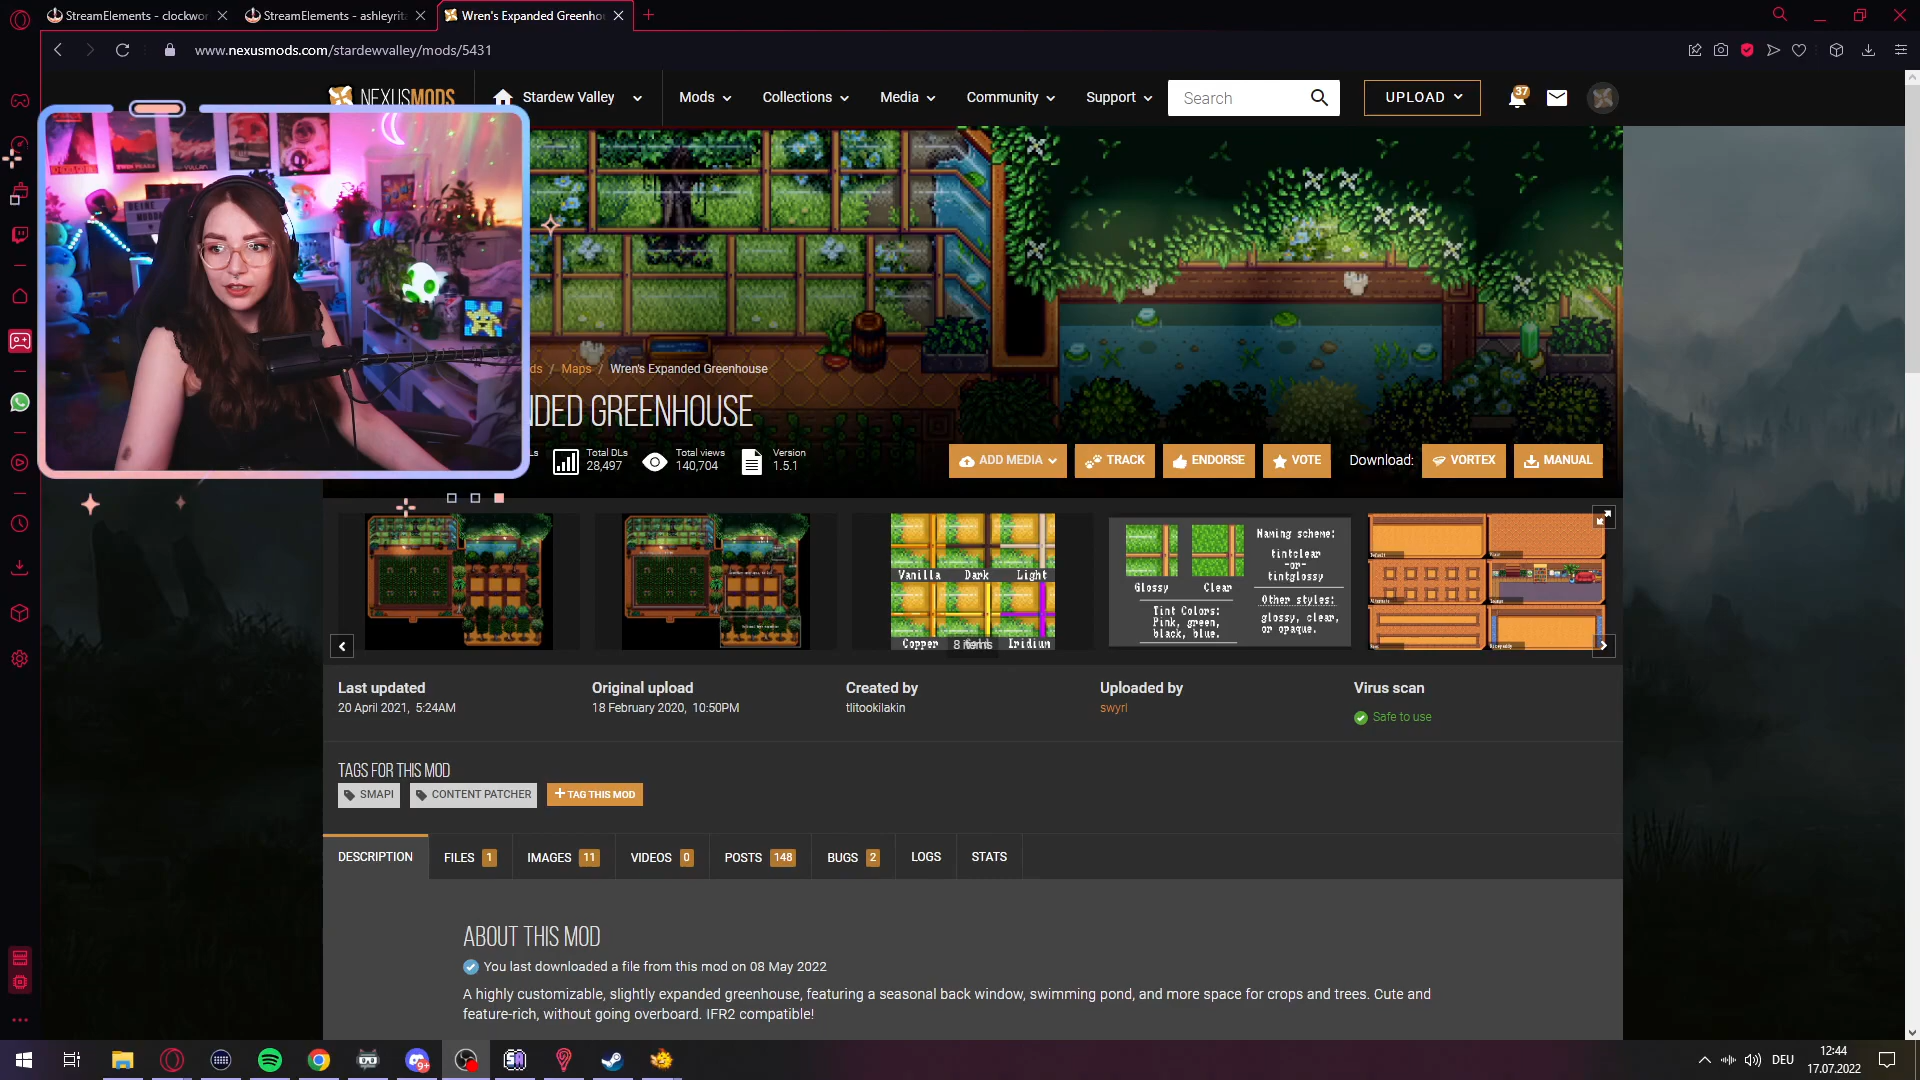 StreamElements - clockwor
StreamElements - ashleyrit
Wren's Expanded Greenho
www.nexusmods.com/stardewvalley/mods/5431
NEXUSMODS
Stardew Valley
Mods
Collections
Media
Community
Support
Search
UPLOAD
37
Maps / Wren's Expanded Greenhouse
NDED GREENHOUSE
Total DLs
28,497
Total views
140,704
Version
1.5.1
ADD MEDIA
TRACK
ENDORSE
VOTE
Download:
VORTEX
MANUAL
Vanilla Dark Light
Copper
Iridium
8 items
Glossy Clear
Tint Colors:
Pink, green,
black, blue.
Naming scheme:
tintclear
-or-
tintglossy
Other styles:
glossy, clear,
or opaque.
Last updated
20 April 2021, 5:24AM
Original upload
18 February 2020, 10:50PM
Created by
tlitookilakin
Uploaded by
swyrl
Virus scan
Safe to use
TAGS FOR THIS MOD
SMAPI
CONTENT PATCHER
+ TAG THIS MOD
DESCRIPTION
FILES 1
IMAGES 11
VIDEOS 0
POSTS 148
BUGS 2
LOGS
STATS
ABOUT THIS MOD
You last downloaded a file from this mod on 08 May 2022
A highly customizable, slightly expanded greenhouse, featuring a seasonal back window, swimming pond, and more space for crops and trees. Cute and
feature-rich, without going overboard. IFR2 compatible!
9+
DEU
12:44
17.07.2022